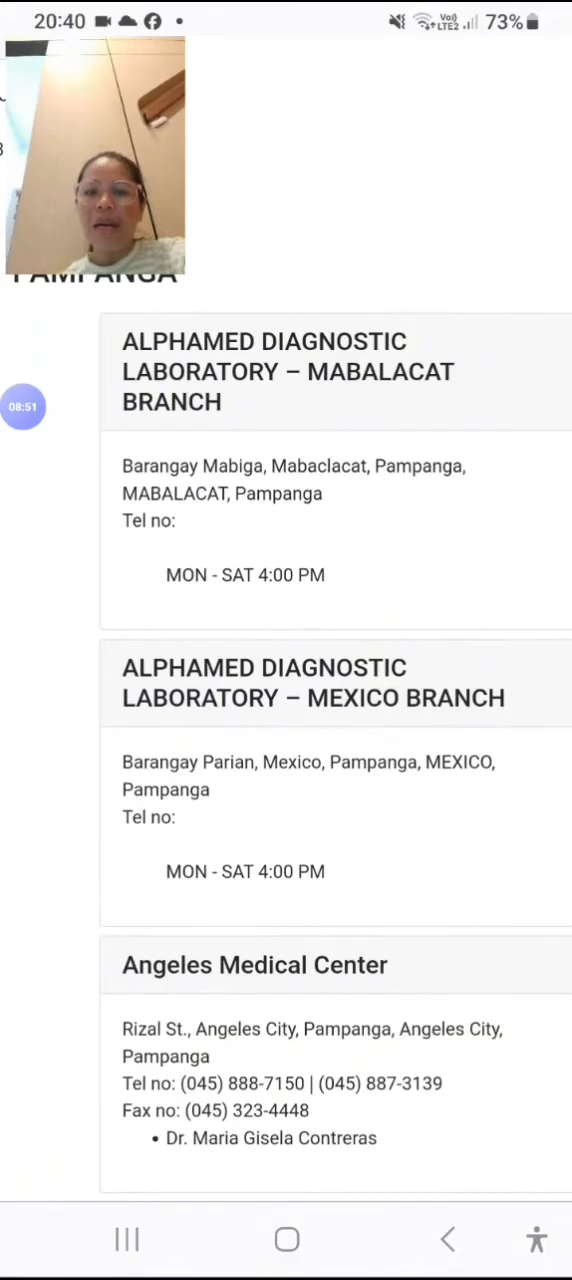 20:40
Vo) LTE2 73%
PAMPANGA
ALPHAMED DIAGNOSTIC
LABORATORY – MABALACAT
BRANCH
08:51
Barangay Mabiga, Mabaclacat, Pampanga,
MABALACAT, Pampanga
Tel no:
MON - SAT 4:00 PM
ALPHAMED DIAGNOSTIC
LABORATORY – MEXICO BRANCH
Barangay Parian, Mexico, Pampanga, MEXICO,
Pampanga
Tel no:
MON - SAT 4:00 PM
Angeles Medical Center
Rizal St., Angeles City, Pampanga, Angeles City,
Pampanga
Tel no: (045) 888-7150 | (045) 887-3139
Fax no: (045) 323-4448
• Dr. Maria Gisela Contreras